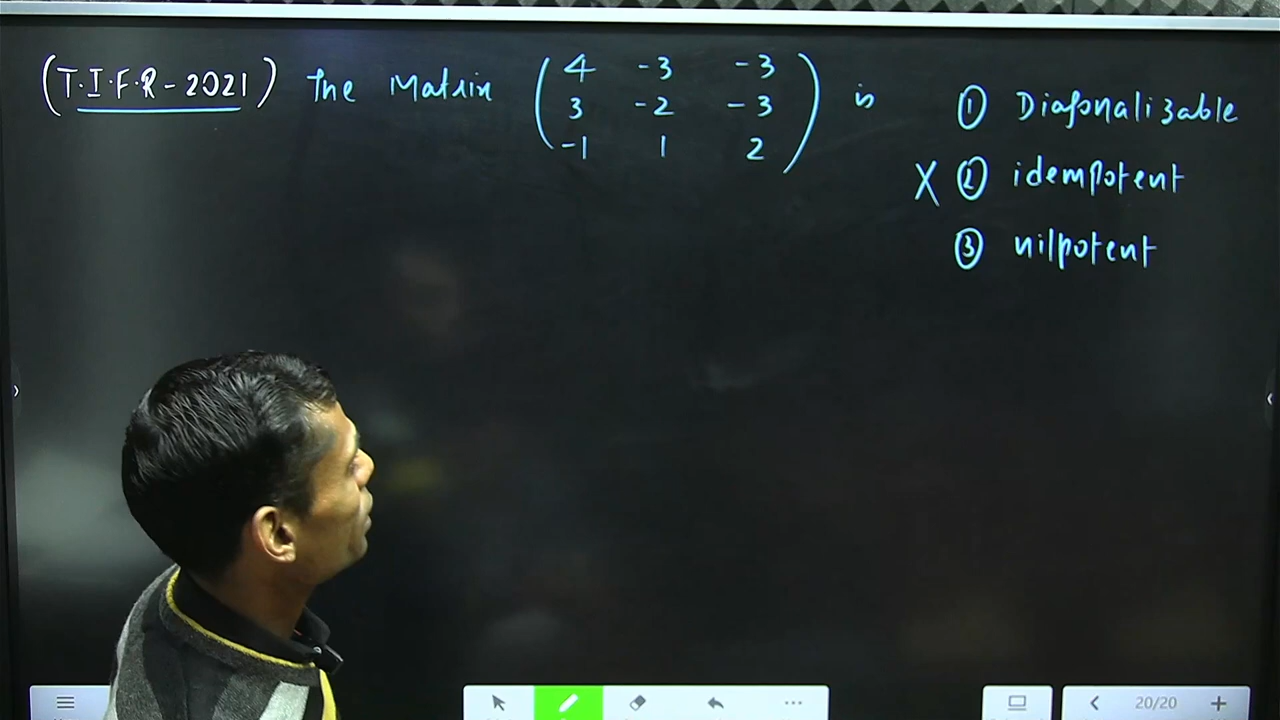 (T.I.F.R-2021) The Matrix ( 4 -3 -3 ) is
3 -2 -3
-1 1 2
① Diagonalizable
X ② idempotent
③ nilpotent
20/20